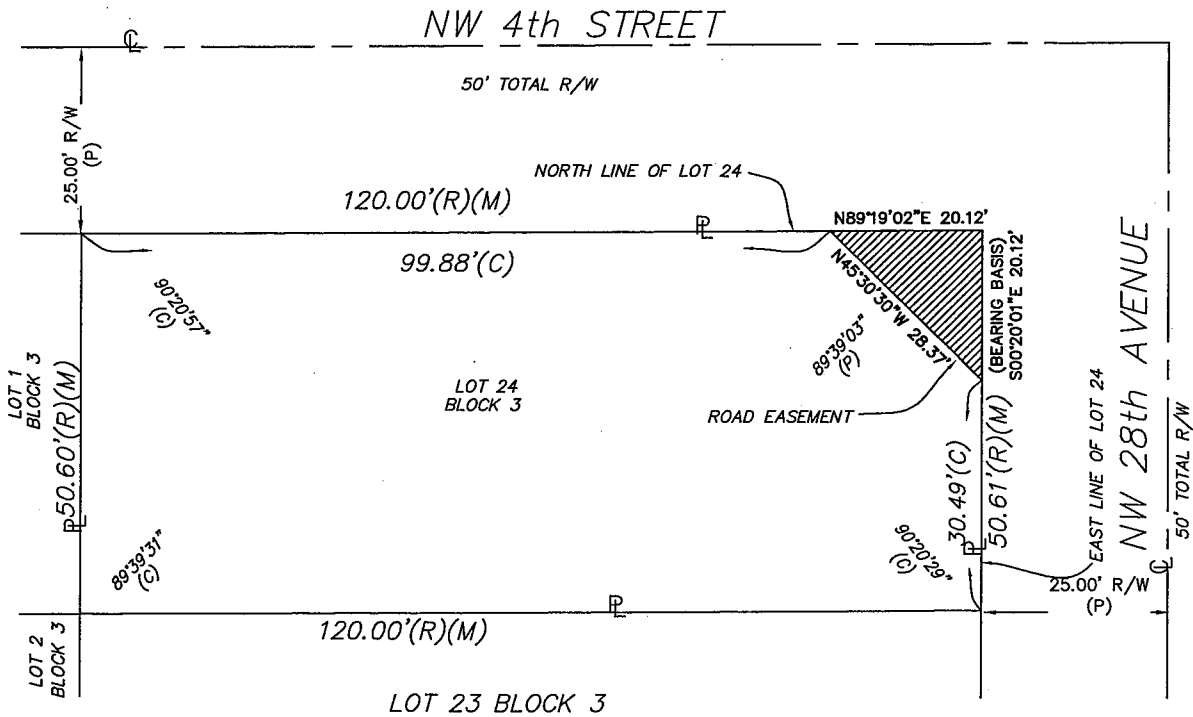 NW 4th STREET
℄
50' TOTAL R/W
25.00' R/W
(P)
NORTH LINE OF LOT 24
120.00'(R)(M)
℄
N89°19'02"E 20.12'
99.88'(C)
90°20'57"
(C)
N45°30'30"W 28.37'
89°39'03"
(P)
(BEARING BASIS)
S00°20'01"E 20.12'
LOT 1
BLOCK 3
50.60'(R)(M)
LOT 24
BLOCK 3
ROAD EASEMENT
30.49'(C)
50.61'(R)(M)
EAST LINE OF LOT 24
NW 28th AVENUE
50' TOTAL R/W
PL
89°39'31"
(C)
90°20'29"
(C)
PL
25.00' R/W
(P)
℄
PL
120.00'(R)(M)
LOT 2
BLOCK 3
LOT 23 BLOCK 3